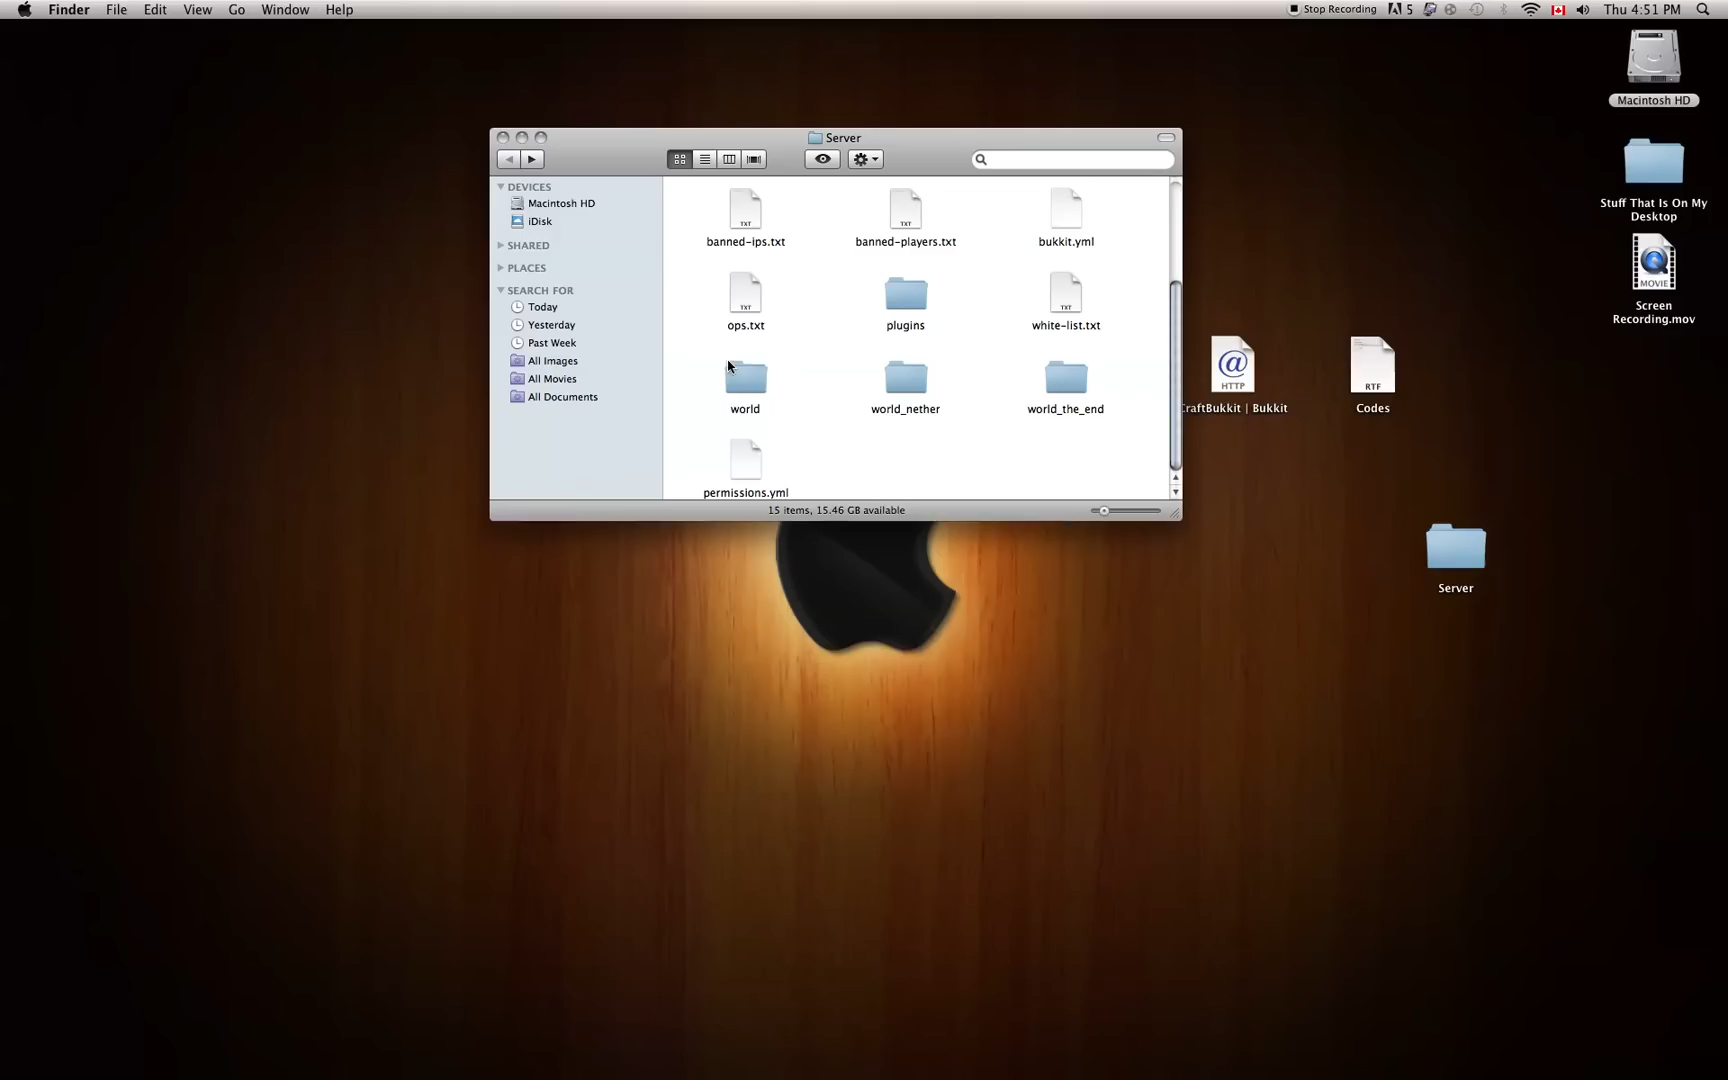 Finder File Edit View Go Window Help
Stop Recording 5 Thu 4:51 PM
Macintosh HD
Stuff That Is On My
Desktop
MOVIE
Screen
Recording.mov
Server
DEVICES
Macintosh HD
iDisk
SHARED
PLACES
SEARCH FOR
Today
Yesterday
Past Week
All Images
All Movies
All Documents
TXT TXT
banned-ips.txt banned-players.txt bukkit.yml
TXT TXT
ops.txt plugins white-list.txt
world world_nether world_the_end
permissions.yml
15 items, 15.46 GB available
@ HTTP
CraftBukkit | Bukkit
RTF
Codes
Server